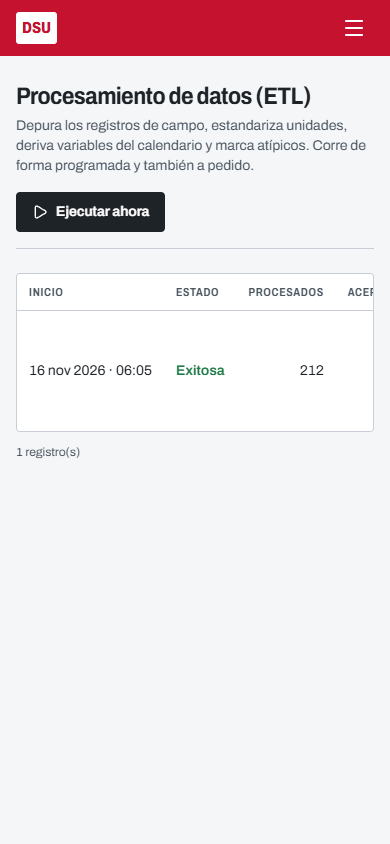 DSU
Procesamiento de datos (ETL)
Depura los registros de campo, estandariza unidades,
deriva variables del calendario y marca atípicos. Corre de
forma programada y también a pedido.
Ejecutar ahora
INICIO ESTADO PROCESADOS
16 nov 2026 · 06:05 Exitosa 212
1 registro(s)